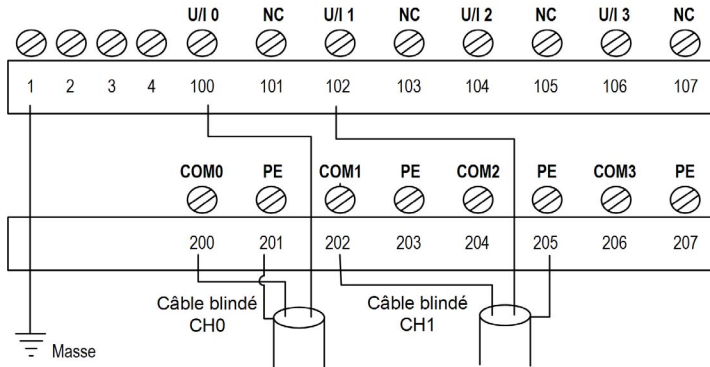 U/I 0 NC U/I 1 NC U/I 2 NC U/I 3 NC
1 2 3 4 100 101 102 103 104 105 106 107
COM0 PE COM1 PE COM2 PE COM3 PE
200 201 202 203 204 205 206 207
Câble blindé
CH0
Câble blindé
CH1
Masse